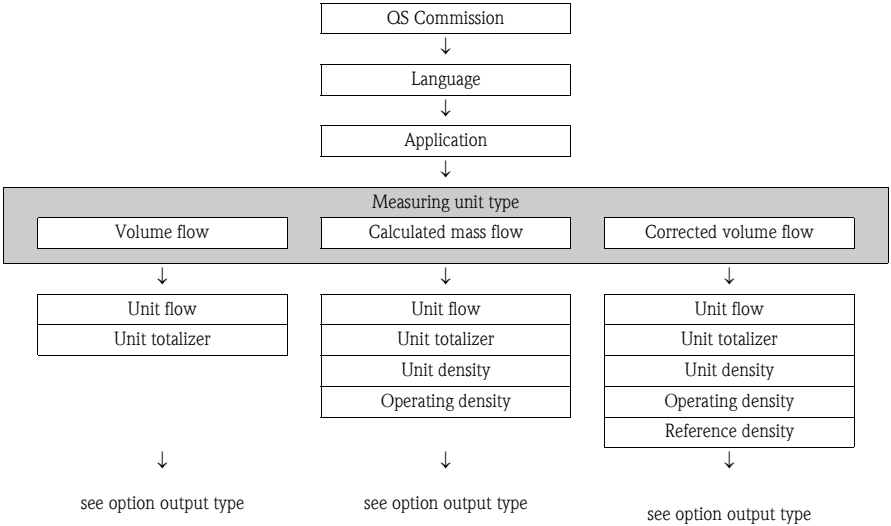 QS Commission
↓
Language
↓
Application
↓
Measuring unit type
Volume flow
Calculated mass flow
Corrected volume flow
↓ ↓ ↓
Unit flow
Unit totalizer
Unit flow
Unit totalizer
Unit density
Operating density
Unit flow
Unit totalizer
Unit density
Operating density
Reference density
↓ ↓ ↓
see option output type
see option output type
see option output type